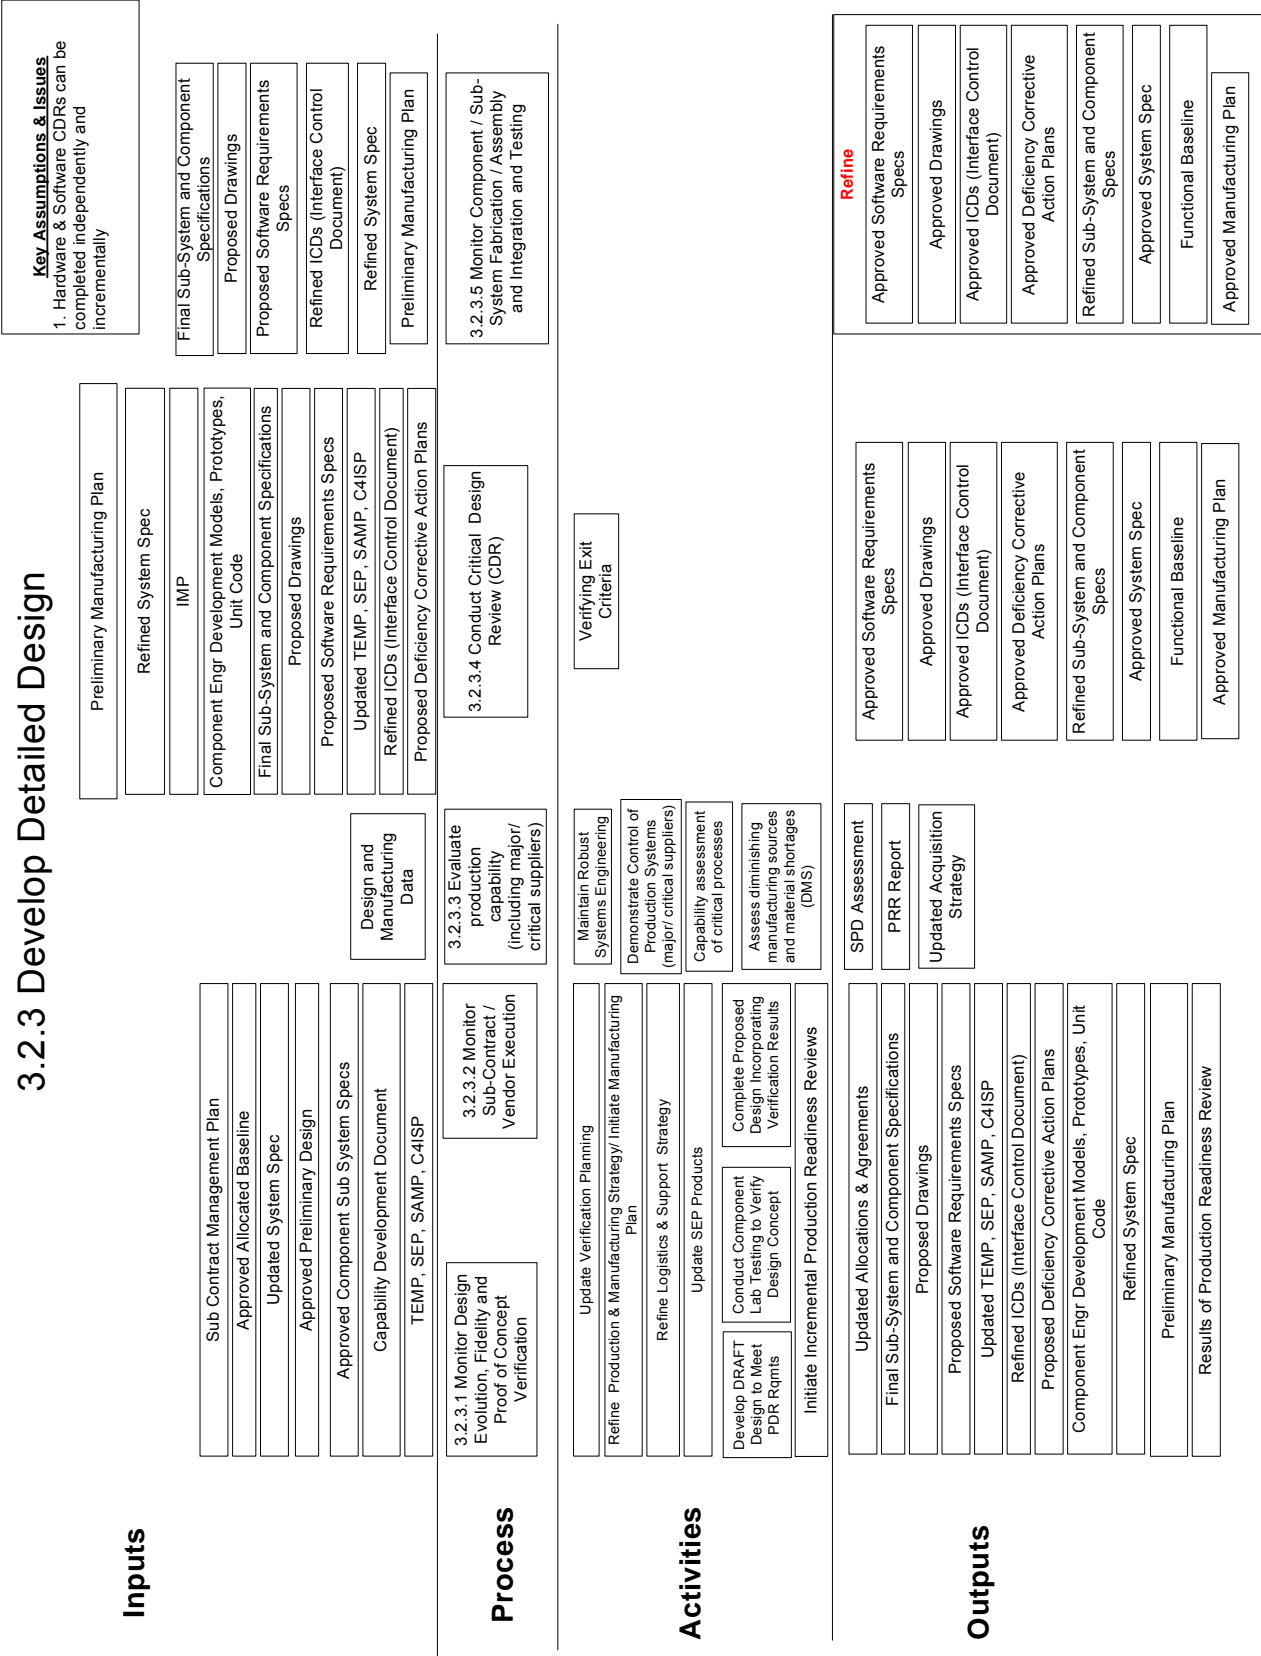 3.2.3 Develop Detailed Design
Key Assumptions & Issues
1. Hardware & Software CDRs can be
completed independently and
incrementally
Inputs
Sub Contract Management Plan
Approved Allocated Baseline
Updated System Spec
Approved Preliminary Design
Approved Component Sub System Specs
Capability Development Document
TEMP, SEP, SAMP, C4ISP
Design and
Manufacturing
Data
Preliminary Manufacturing Plan
Refined System Spec
IMP
Component Engr Development Models, Prototypes,
Unit Code
Final Sub-System and Component Specifications
Proposed Drawings
Proposed Software Requirements Specs
Updated TEMP, SEP, SAMP, C4ISP
Refined ICDs (Interface Control Document)
Proposed Deficiency Corrective Action Plans
Final Sub-System and Component
Specifications
Proposed Drawings
Proposed Software Requirements
Specs
Refined ICDs (Interface Control
Document)
Refined System Spec
Preliminary Manufacturing Plan
Process
3.2.3.1 Monitor Design
Evolution, Fidelity and
Proof of Concept
Verification
3.2.3.2 Monitor
Sub-Contract /
Vendor Execution
3.2.3.3 Evaluate
production
capability
(including major/
critical suppliers)
3.2.3.4 Conduct Critical Design
Review (CDR)
3.2.3.5 Monitor Component / Sub-
System Fabrication / Assembly
and Integration and Testing
Activities
Update Verification Planning
Refine Production & Manufacturing Strategy/ Initiate Manufacturing
Plan
Refine Logistics & Support Strategy
Update SEP Products
Develop DRAFT
Design to Meet
PDR Rqmts
Conduct Component
Lab Testing to Verify
Design Concept
Complete Proposed
Design Incorporating
Verification Results
Initiate Incremental Production Readiness Reviews
Maintain Robust
Systems Engineering
Demonstrate Control of
Production Systems
(major/ critical suppliers)
Capability assessment
of critical processes
Assess diminishing
manufacturing sources
and material shortages
(DMS)
Verifying Exit
Criteria
Outputs
Updated Allocations & Agreements
Final Sub-System and Component Specifications
Proposed Drawings
Proposed Software Requirements Specs
Updated TEMP, SEP, SAMP, C4ISP
Refined ICDs (Interface Control Document)
Proposed Deficiency Corrective Action Plans
Component Engr Development Models, Prototypes, Unit
Code
Refined System Spec
Preliminary Manufacturing Plan
Results of Production Readiness Review
SPD Assessment
PRR Report
Updated Acquisition
Strategy
Approved Software Requirements
Specs
Approved Drawings
Approved ICDs (Interface Control
Document)
Approved Deficiency Corrective
Action Plans
Refined Sub-System and Component
Specs
Approved System Spec
Functional Baseline
Approved Manufacturing Plan
Refine
Approved Software Requirements
Specs
Approved Drawings
Approved ICDs (Interface Control
Document)
Approved Deficiency Corrective
Action Plans
Refined Sub-System and Component
Specs
Approved System Spec
Functional Baseline
Approved Manufacturing Plan